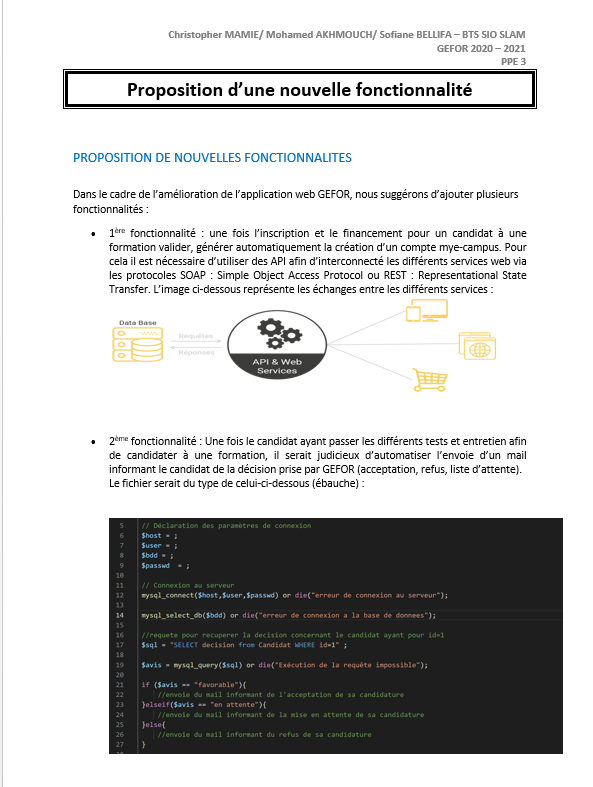 Christopher MAMIE/ Mohamed AKHMOUCH/ Sofiane BELLIFA – BTS SIO SLAM
GEFOR 2020 – 2021
PPE 3
Proposition d’une nouvelle fonctionnalité
PROPOSITION DE NOUVELLES FONCTIONNALITES
Dans le cadre de l’amélioration de l’application web GEFOR, nous suggérons d’ajouter plusieurs
fonctionnalités :
• 1ère fonctionnalité : une fois l’inscription et le financement pour un candidat à une
formation valider, générer automatiquement la création d’un compte mye-campus. Pour
cela il est nécessaire d’utiliser des API afin d’interconnecté les différents services web via
les protocoles SOAP : Simple Object Access Protocol ou REST : Representational State
Transfer. L’image ci-dessous représente les échanges entre les différents services :
Data Base
Requêtes
Réponses
API & Web
Services
• 2ème fonctionnalité : Une fois le candidat ayant passer les différents tests et entretien afin
de candidater à une formation, il serait judicieux d’automatiser l’envoie d’un mail
informant le candidat de la décision prise par GEFOR (acceptation, refus, liste d’attente).
Le fichier serait du type de celui-ci-dessous (ébauche) :
5 // Déclaration des paramètres de connexion
6 $host = ;
7 $user = ;
8 $bdd = ;
9 $passwd = ;
10
11 // Connexion au serveur
12 mysql_connect($host,$user,$passwd) or die("erreur de connexion au serveur");
13
14 mysql_select_db($bdd) or die("erreur de connexion a la base de donnees");
15
16 //requete pour recuperer la decision concernant le candidat ayant pour id=1
17 $sql = "SELECT decision from Candidat WHERE id=1" ;
18
19 $avis = mysql_query($sql) or die("Exécution de la requête impossible");
20
21 if ($avis == "favorable"){
22 //envoie du mail informant de l'acceptation de sa candidature
23 }elseif($avis == "en attente"){
24 //envoie du mail informant de la mise en attente de sa candidature
25 }else{
26 //envoie du mail informant du refus de sa candidature
27 }